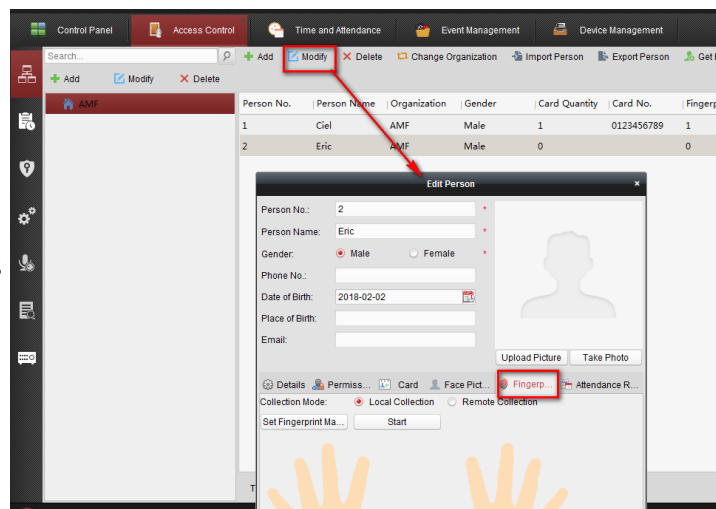 Control Panel Access Control Time and Attendance Event Management Device Management
Search... Add Modify Delete Change Organization Import Person Export Person Get
Add Modify Delete
AMF Person No. Person Name Organization Gender Card Quantity Card No. Fingerp
1 Ciel AMF Male 1 0123456789 1
2 Eric AMF Male 0 0
Edit Person ×
Person No.: 2 *
Person Name: Eric *
Gender: Male Female *
Phone No.:
Date of Birth: 2018-02-02
Place of Birth:
Email:
Upload Picture Take Photo
Details Permiss... Card Face Pict... Fingerp... Attendance R...
Collection Mode: Local Collection Remote Collection
Set Fingerprint Ma... Start
T